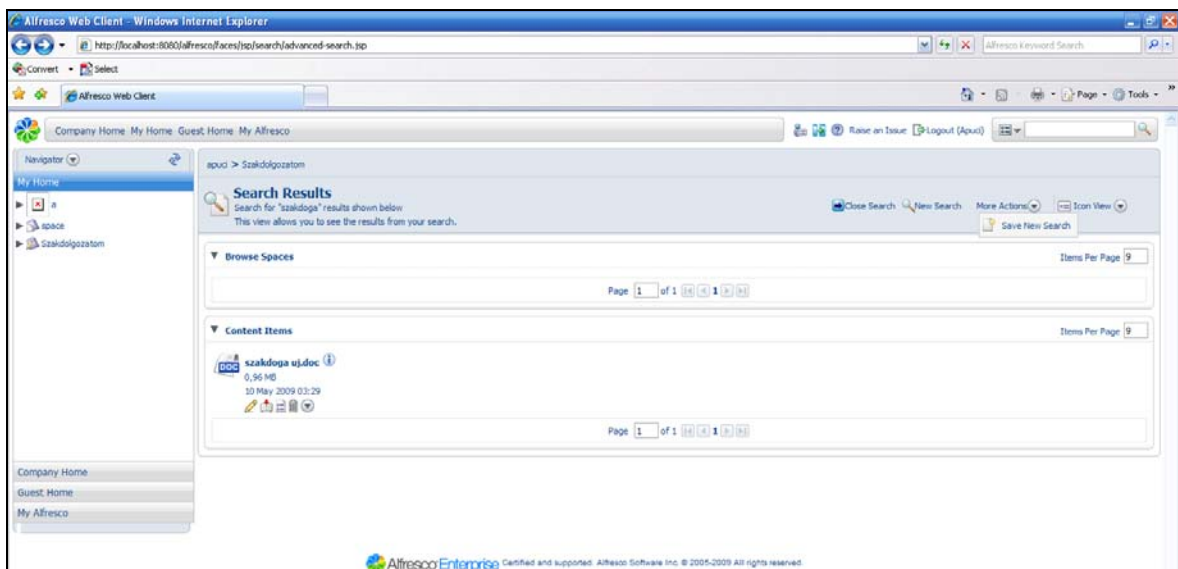 Alfresco Web Client - Windows Internet Explorer
http://localhost:8080/alfresco/faces/jsp/search/advanced-search.jsp
Alfresco Keyword Search
Convert Select
Alfresco Web Client
Page Tools
Company Home My Home Guest Home My Alfresco
Raise an Issue Logout (Apuci)
Navigator
apuci > Szakdolgozatom
My Home
Search Results
a
Search for "szakdoga" results shown below
Close Search New Search More Actions Icon View
This view allows you to see the results from your search.
space
Save New Search
Szakdolgozatom
Browse Spaces
Items Per Page 9
Page 1 of 1 1
Content Items
Items Per Page 9
szakdoga uj.doc
DOC
0,96 MB
10 May 2009 03:29
Page 1 of 1 1
Company Home
Guest Home
My Alfresco
Alfresco Enterprise Certified and supported. Alfresco Software Inc. © 2005-2009 All rights reserved.